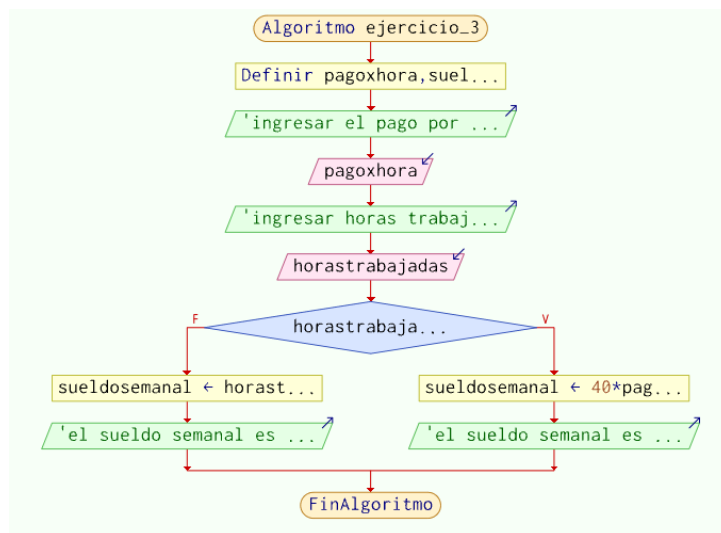 Algoritmo ejercicio_3
Definir pagoxhora,suel...
'ingresar el pago por ...
pagoxhora
'ingresar horas trabaj...
horastrabajadas
F
V
horastrabaja...
sueldosemanal ← horast...
sueldosemanal ← 40*pag...
'el sueldo semanal es ...
'el sueldo semanal es ...
FinAlgoritmo